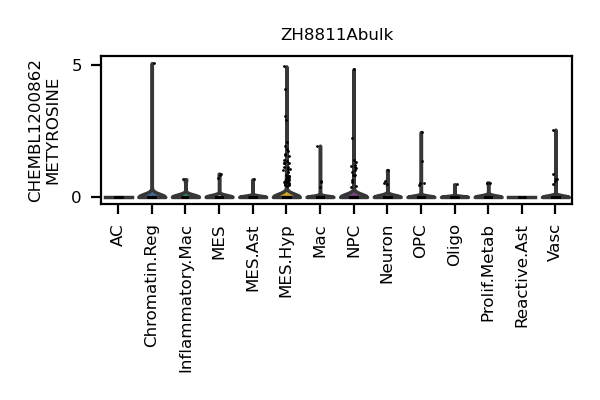 ZH8811Abulk
CHEMBL1200862
METYROSINE
5
0
AC
Chromatin.Reg
Inflammatory.Mac
MES
MES.Ast
MES.Hyp
Mac
NPC
Neuron
OPC
Oligo
Prolif.Metab
Reactive.Ast
Vasc